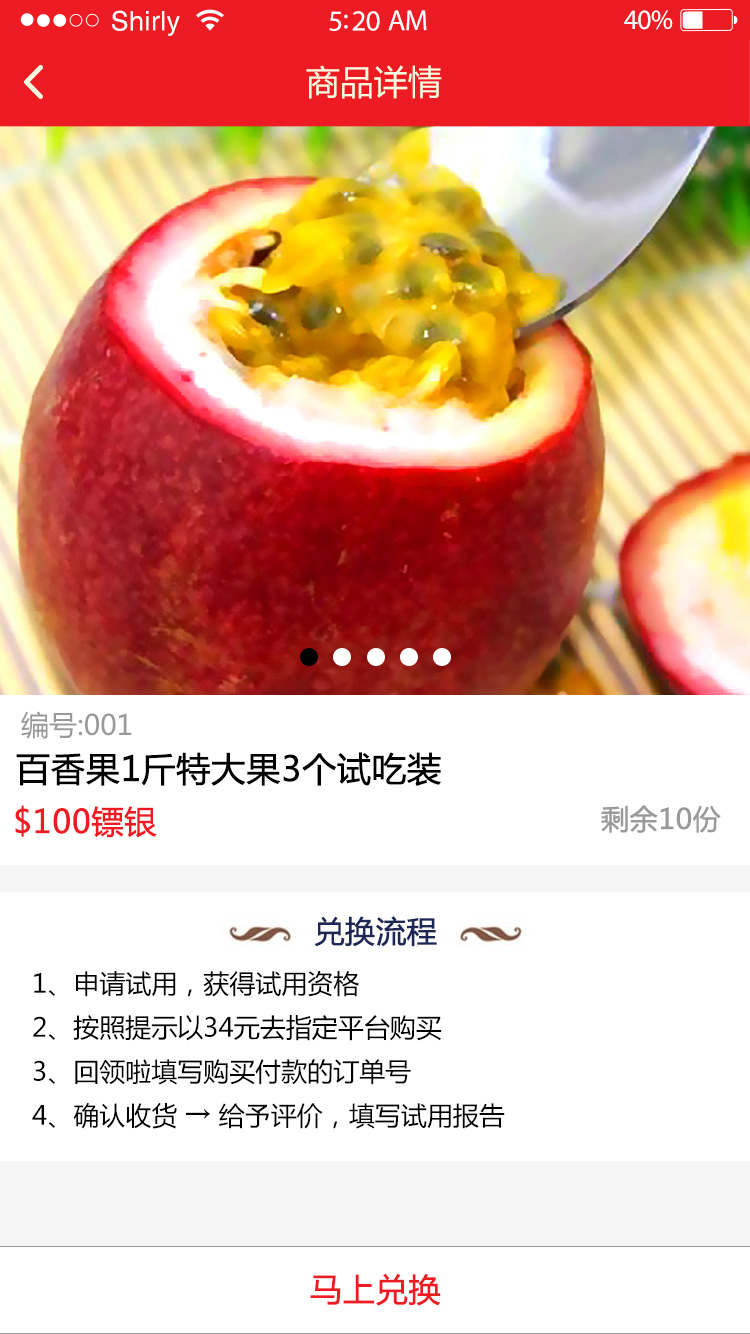 Shirly 5:20 AM 40%
商品详情
编号:001
百香果1斤特大果3个试吃装
$100镖银 剩余10份
兑换流程
1、申请试用，获得试用资格
2、按照提示以34元去指定平台购买
3、回领啦填写购买付款的订单号
4、确认收货 → 给予评价，填写试用报告
马上兑换